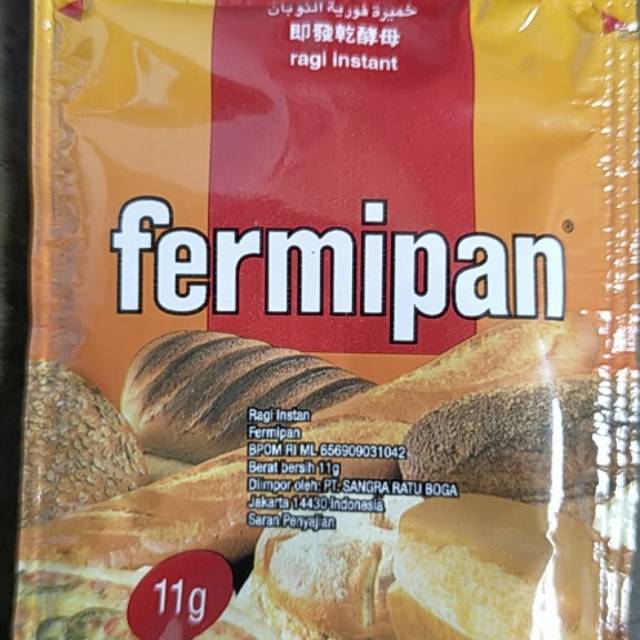 خميرة فورية النوبان
即發乾酵母
ragi instant
fermipan®
Ragi Instan
Fermipan
BPOM RI ML 656909031042
Berat bersih 11g
Diimpor oleh: PT. SANGRA RATU BOGA
Jakarta 14430 Indonesia
Saran Penyajian
11g